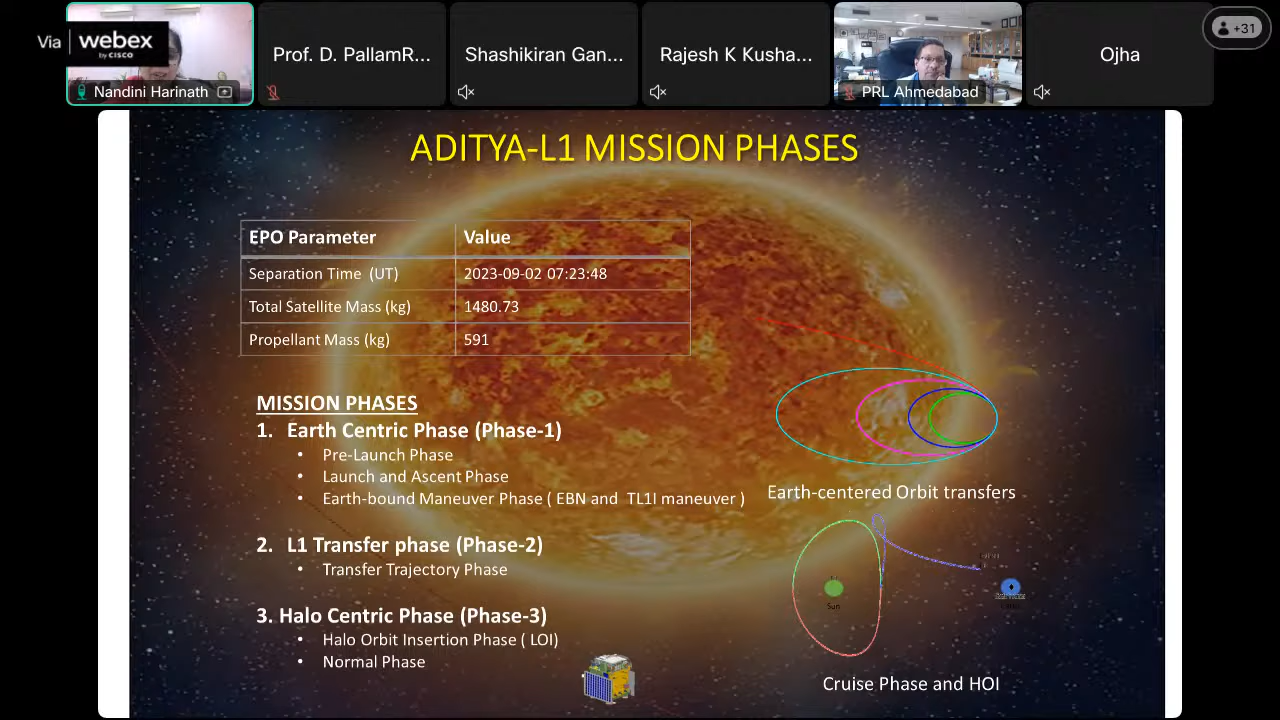 Via webex
by CISCO
Nandini Harinath
Prof. D. PallamR...
Shashikiran Gan...
Rajesh K Kusha...
PRL Ahmedabad
Ojha
+31
ADITYA-L1 MISSION PHASES
EPO Parameter Value
Separation Time (UT) 2023-09-02 07:23:48
Total Satellite Mass (kg) 1480.73
Propellant Mass (kg) 591
MISSION PHASES
1. Earth Centric Phase (Phase-1)
• Pre-Launch Phase
• Launch and Ascent Phase
• Earth-bound Maneuver Phase ( EBN and TL1I maneuver )
2. L1 Transfer phase (Phase-2)
• Transfer Trajectory Phase
3. Halo Centric Phase (Phase-3)
• Halo Orbit Insertion Phase ( LOI)
• Normal Phase
Earth-centered Orbit transfers
Sun
Cruise Phase and HOI